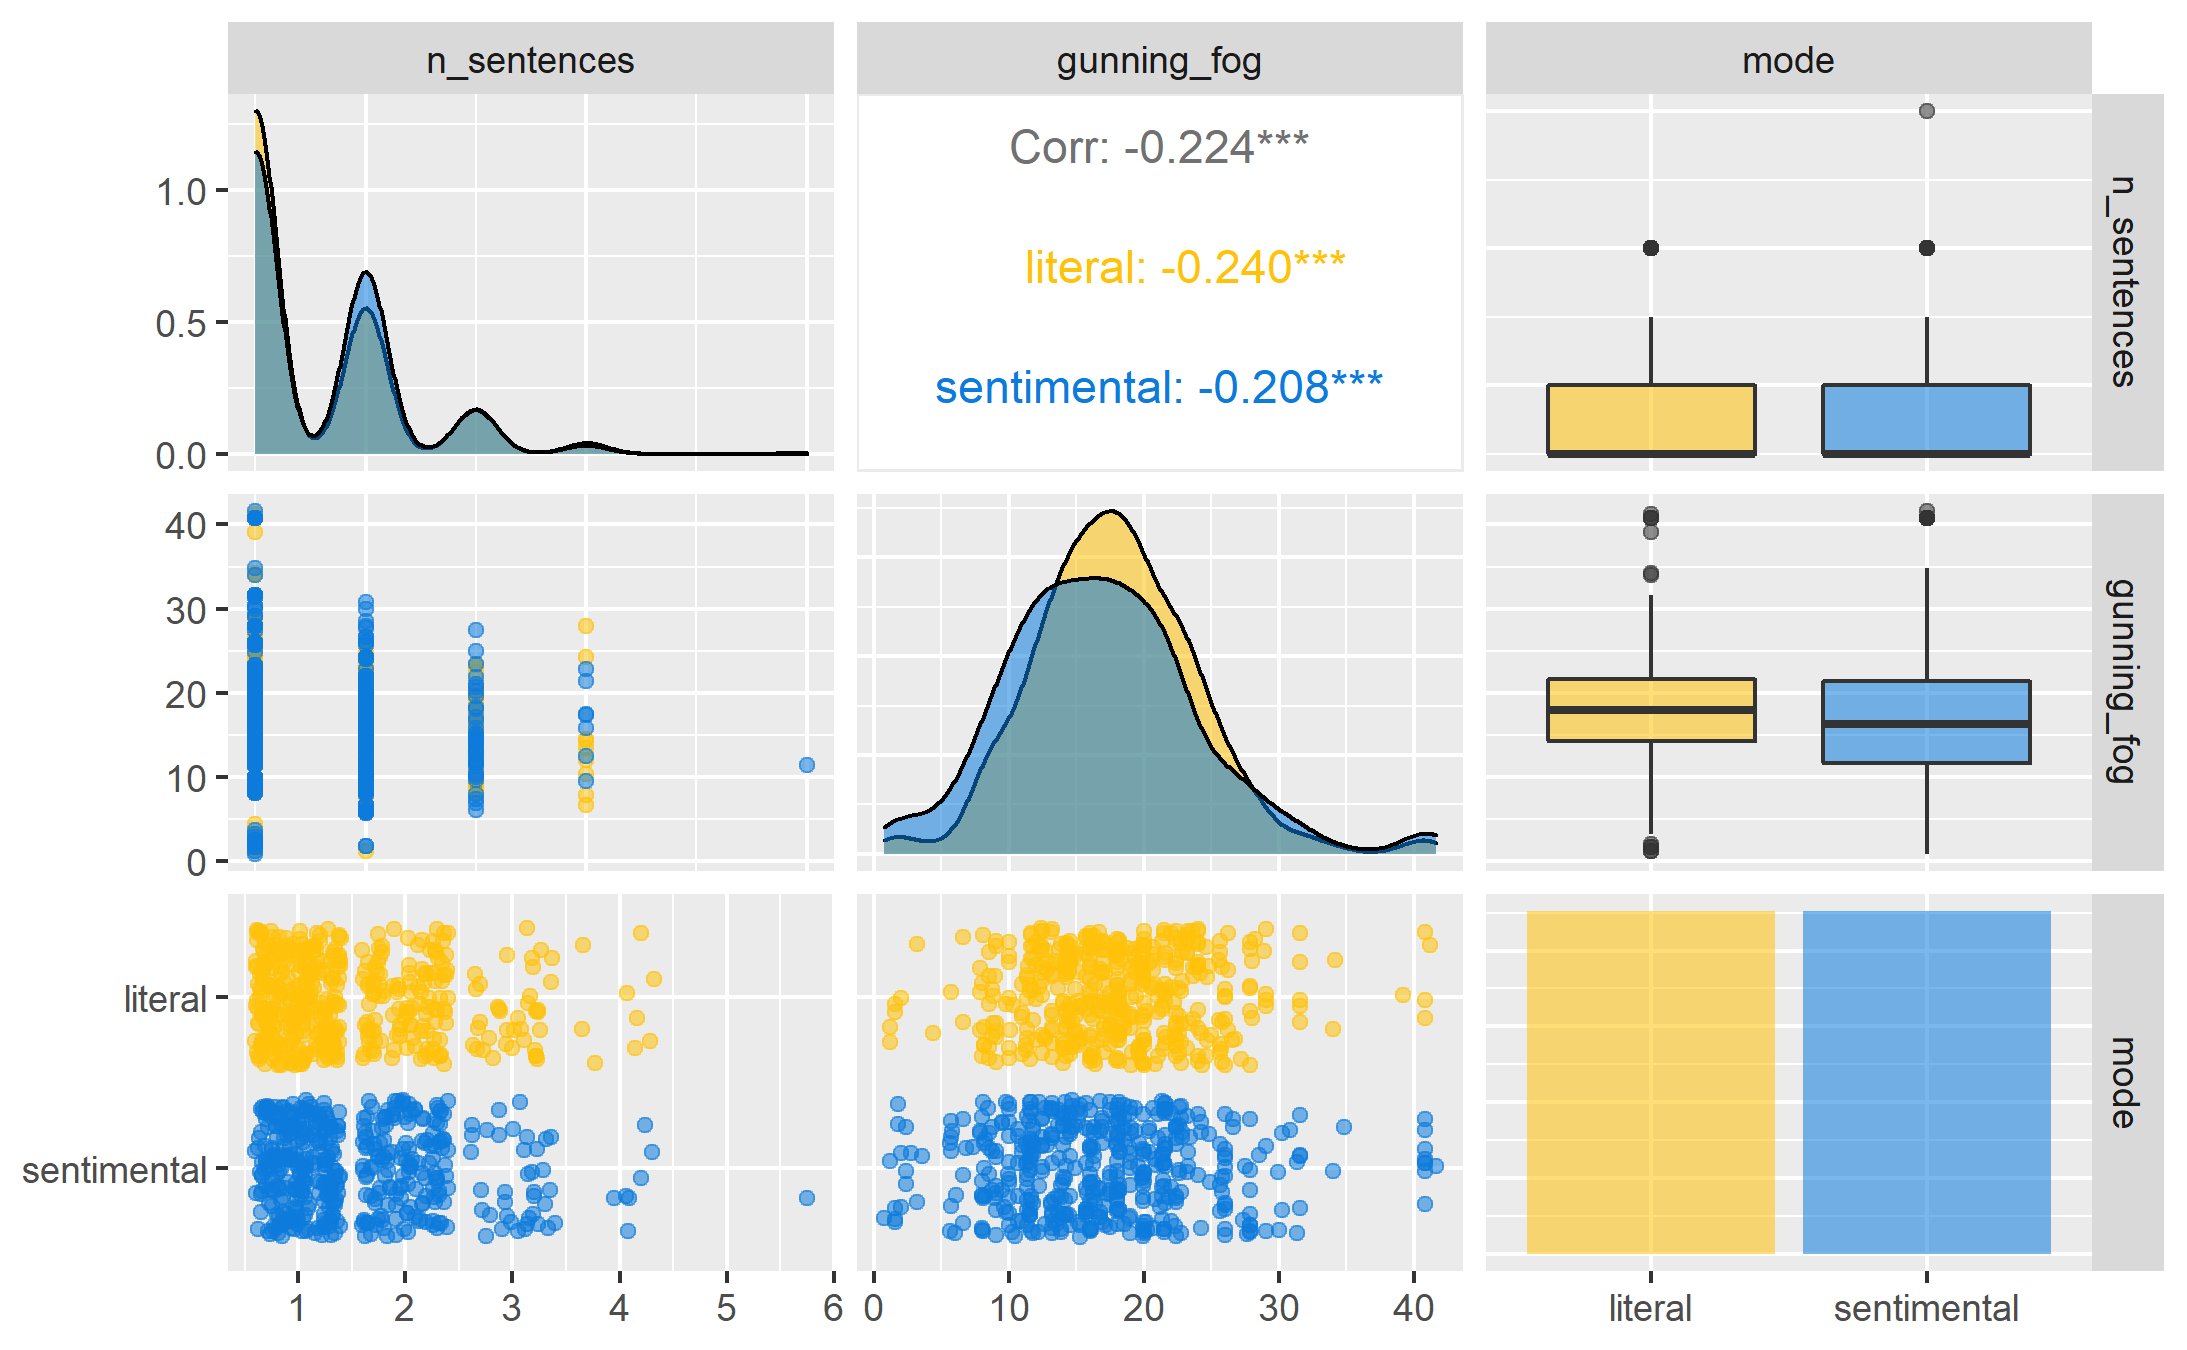 n_sentences
gunning_fog
mode
1.0
0.5
0.0
Corr: -0.224***
literal: -0.240***
sentimental: -0.208***
n_sentences
40
30
20
10
0
gunning_fog
literal
sentimental
mode
1 2 3 4 5 6
0 10 20 30 40
literal sentimental